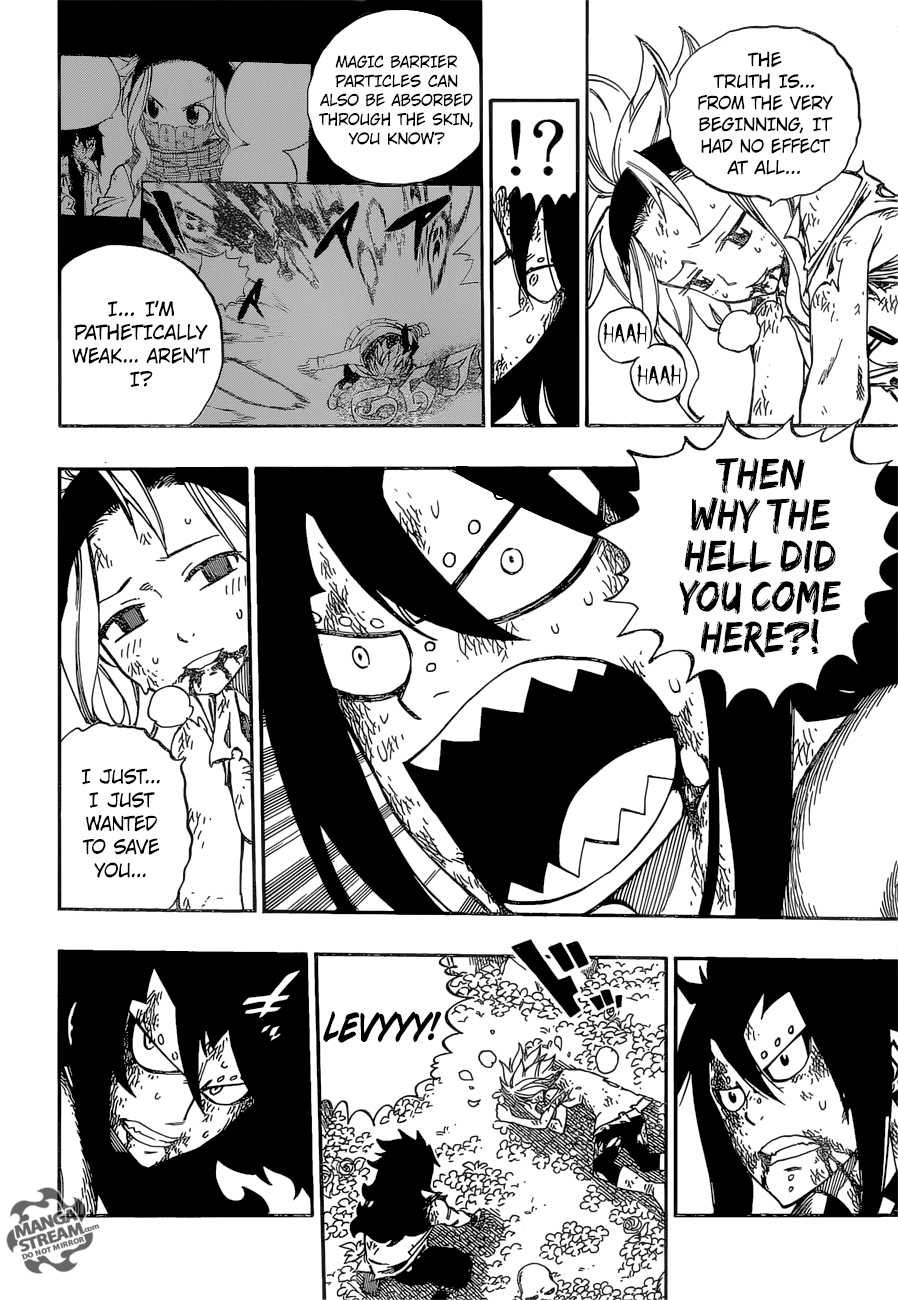 THE
TRUTH IS...
FROM THE VERY
BEGINNING, IT
HAD NO EFFECT
AT ALL...
HAAH
HAAH
!?
MAGIC BARRIER
PARTICLES CAN
ALSO BE ABSORBED
THROUGH THE SKIN,
YOU KNOW?
I... I'M
PATHETICALLY
WEAK... AREN'T
I?
THEN
WHY THE
HELL DID
YOU COME
HERE?!
I JUST...
I JUST
WANTED
TO SAVE
YOU...
LEVYYY!
MANGA
STREAM.com
DO NOT MIRROR